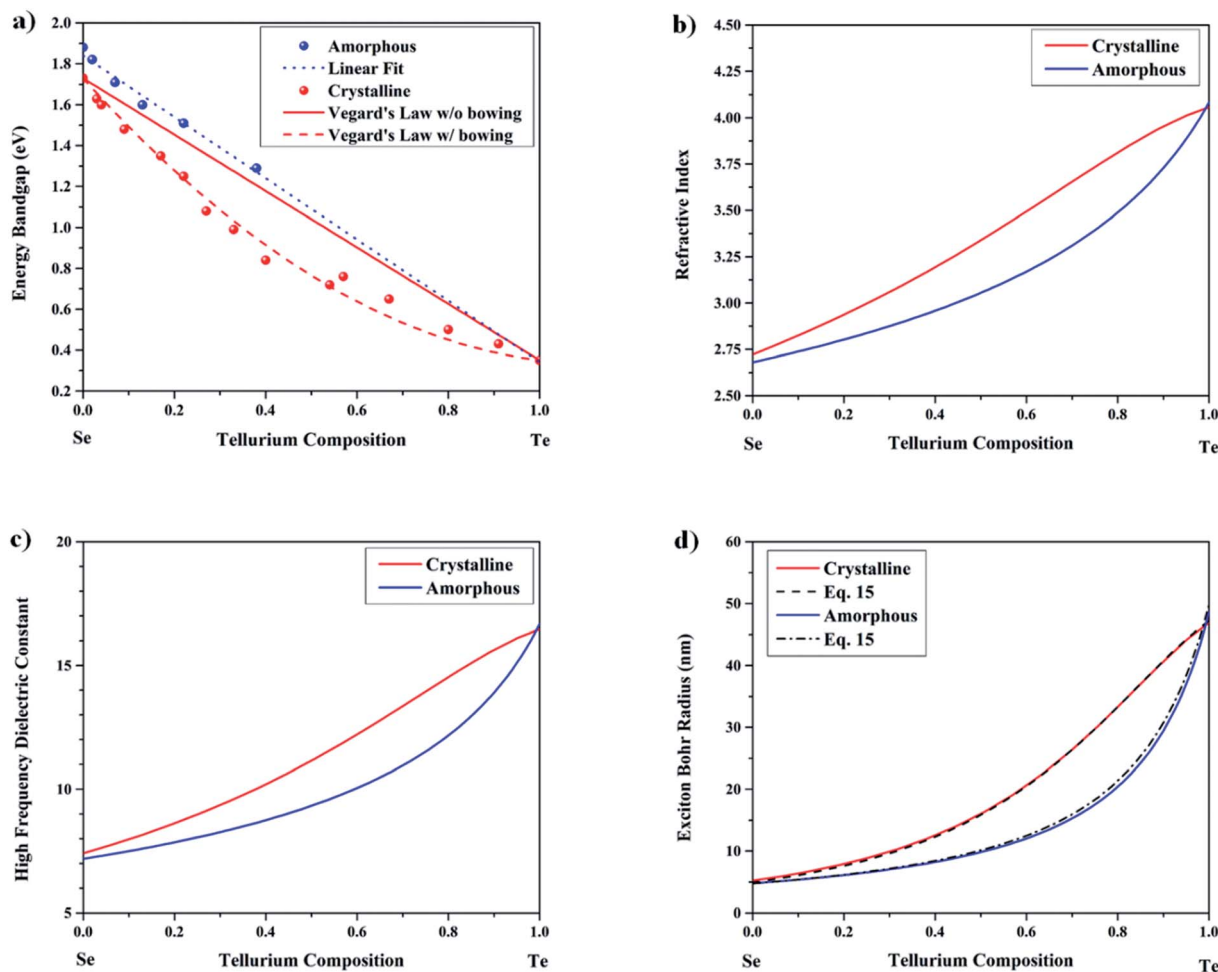 a)
Energy Bandgap (eV)
2.0
1.8
1.6
1.4
1.2
1.0
0.8
0.6
0.4
0.2
Amorphous
Linear Fit
Crystalline
Vegard's Law w/o bowing
Vegard's Law w/ bowing
0.0 0.2 0.4 0.6 0.8 1.0
Se Tellurium Composition Te
b)
Refractive Index
4.50
4.25
4.00
3.75
3.50
3.25
3.00
2.75
2.50
Crystalline
Amorphous
0.0 0.2 0.4 0.6 0.8 1.0
Se Tellurium Composition Te
c)
High Frequency Dielectric Constant
20
15
10
5
Crystalline
Amorphous
0.0 0.2 0.4 0.6 0.8 1.0
Se Tellurium Composition Te
d)
Exciton Bohr Radius (nm)
60
50
40
30
20
10
0
Crystalline
Eq. 15
Amorphous
Eq. 15
0.0 0.2 0.4 0.6 0.8 1.0
Se Tellurium Composition Te